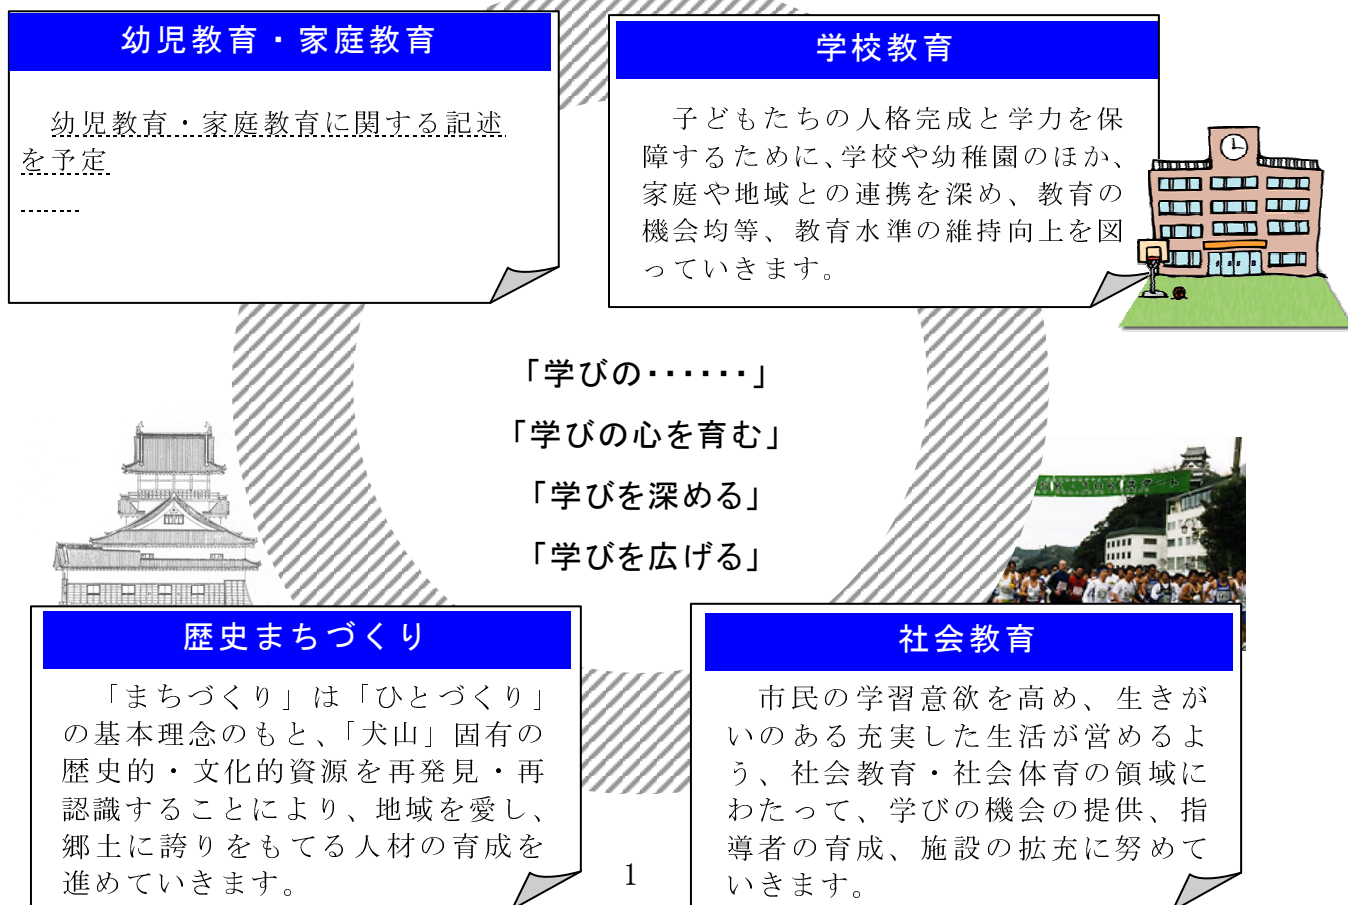 幼児教育・家庭教育
幼児教育・家庭教育に関する記述
を予定
学校教育
子どもたちの人格完成と学力を保
障するために、学校や幼稚園のほか、
家庭や地域との連携を深め、教育の
機会均等、教育水準の維持向上を図
っていきます。
「学びの・・・・・・」
「学びの心を育む」
「学びを深める」
「学びを広げる」
スタート
歴史まちづくり
「まちづくり」は「ひとづくり」
の基本理念のもと、「犬山」固有の
歴史的・文化的資源を再発見・再
認識することにより、地域を愛し、
郷土に誇りをもてる人材の育成を
進めていきます。
社会教育
市民の学習意欲を高め、生きが
いのある充実した生活が営めるよ
う、社会教育・社会体育の領域に
わたって、学びの機会の提供、指
導者の育成、施設の拡充に努めて
いきます。
1